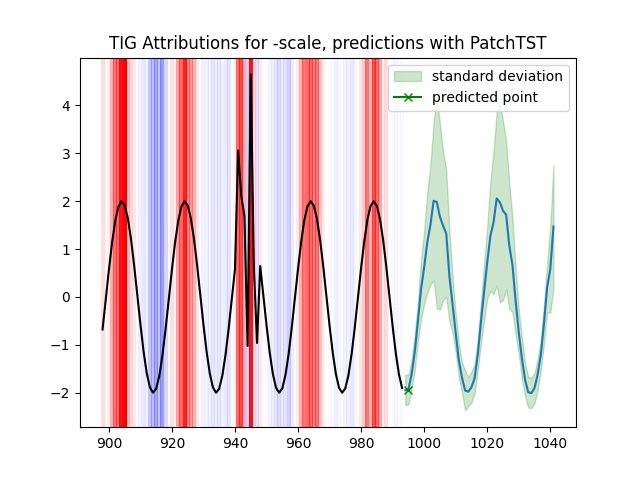 TIG Attributions for -scale, predictions with PatchTST
standard deviation
predicted point
4
3
2
1
0
−1
−2
900 920 940 960 980 1000 1020 1040